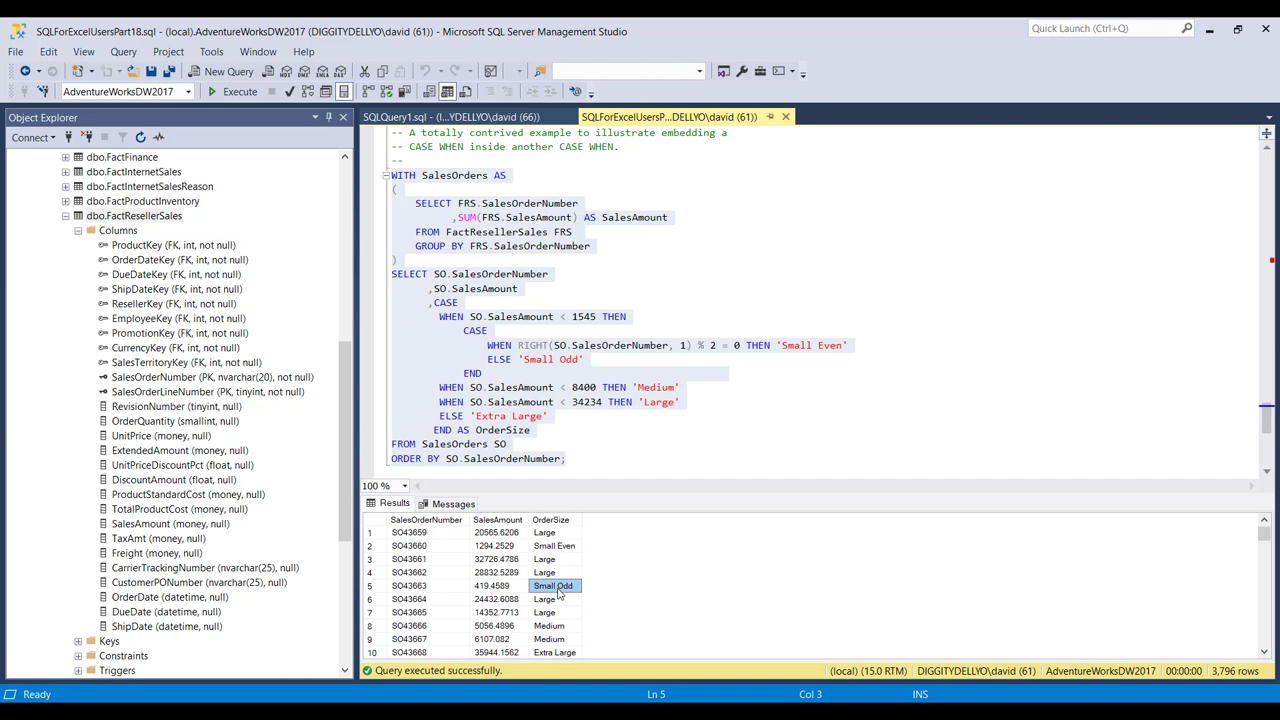 SQLForExcelUsersPart18.sql - (local).AdventureWorksDW2017 (DIGGITYDELLYO\david (61)) - Microsoft SQL Server Management Studio
Quick Launch (Ctrl+Q)
File Edit View Query Project Tools Window Help
New Query
AdventureWorksDW2017 Execute
Object Explorer
SQLQuery1.sql - (l...YDELLYO\david (66)) SQLForExcelUsersP...DELLYO\david (61))
Connect
dbo.FactFinance
dbo.FactInternetSales
dbo.FactInternetSalesReason
dbo.FactProductInventory
dbo.FactResellerSales
Columns
ProductKey (FK, int, not null)
OrderDateKey (FK, int, not null)
DueDateKey (FK, int, not null)
ShipDateKey (FK, int, not null)
ResellerKey (FK, int, not null)
EmployeeKey (FK, int, not null)
PromotionKey (FK, int, not null)
CurrencyKey (FK, int, not null)
SalesTerritoryKey (FK, int, not null)
SalesOrderNumber (PK, nvarchar(20), not null)
SalesOrderLineNumber (PK, tinyint, not null)
RevisionNumber (tinyint, null)
OrderQuantity (smallint, null)
UnitPrice (money, null)
ExtendedAmount (money, null)
UnitPriceDiscountPct (float, null)
DiscountAmount (float, null)
ProductStandardCost (money, null)
TotalProductCost (money, null)
SalesAmount (money, null)
TaxAmt (money, null)
Freight (money, null)
CarrierTrackingNumber (nvarchar(25), null)
CustomerPONumber (nvarchar(25), null)
OrderDate (datetime, null)
DueDate (datetime, null)
ShipDate (datetime, null)
Keys
Constraints
Triggers
-- A totally contrived example to illustrate embedding a
-- CASE WHEN inside another CASE WHEN.
--
WITH SalesOrders AS
(
SELECT FRS.SalesOrderNumber
,SUM(FRS.SalesAmount) AS SalesAmount
FROM FactResellerSales FRS
GROUP BY FRS.SalesOrderNumber
)
SELECT SO.SalesOrderNumber
,SO.SalesAmount
,CASE
WHEN SO.SalesAmount < 1545 THEN
CASE
WHEN RIGHT(SO.SalesOrderNumber, 1) % 2 = 0 THEN 'Small Even'
ELSE 'Small Odd'
END
WHEN SO.SalesAmount < 8400 THEN 'Medium'
WHEN SO.SalesAmount < 34234 THEN 'Large'
ELSE 'Extra Large'
END AS OrderSize
FROM SalesOrders SO
ORDER BY SO.SalesOrderNumber;
100 %
Results Messages
SalesOrderNumber SalesAmount OrderSize
1 SO43659 20565.6206 Large
2 SO43660 1294.2529 Small Even
3 SO43661 32726.4786 Large
4 SO43662 28832.5289 Large
5 SO43663 419.4589 Small Odd
6 SO43664 24432.6088 Large
7 SO43665 14352.7713 Large
8 SO43666 5056.4896 Medium
9 SO43667 6107.082 Medium
10 SO43668 35944.1562 Extra Large
Query executed successfully. (local) (15.0 RTM) DIGGITYDELLYO\david (61) AdventureWorksDW2017 00:00:00 3,796 rows
Ready Ln 5 Col 3 INS